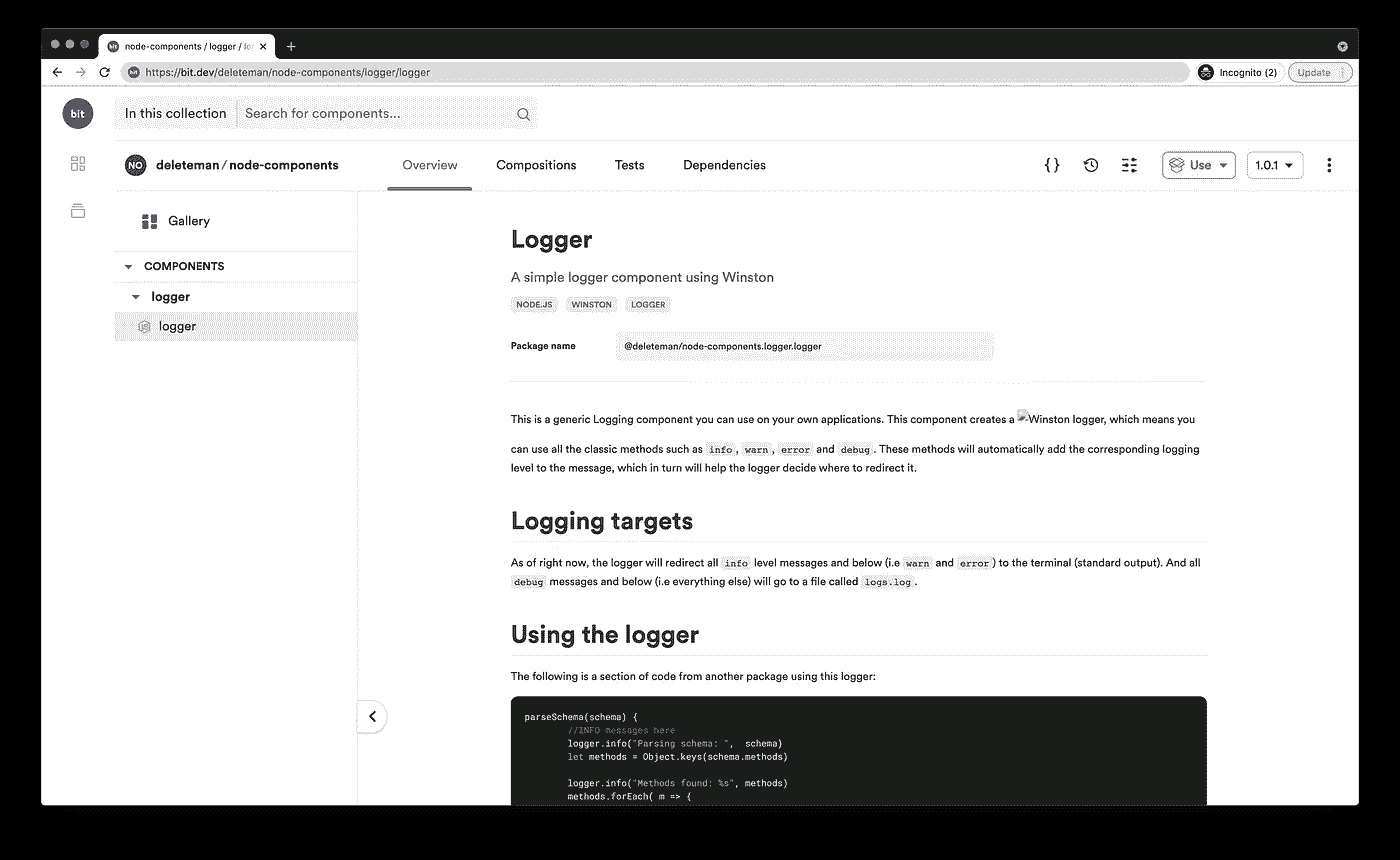 node-components / logger / lo
https://bit.dev/deleteman/node-components/logger/logger
Incognito (2)
Update
bit
In this collection
Search for components...
NO
deleteman / node-components
Overview
Compositions
Tests
Dependencies
{}
Use
1.0.1
Gallery
COMPONENTS
logger
JS logger
Logger
A simple logger component using Winston
NODE.JS WINSTON LOGGER
Package name @deleteman/node-components.logger.logger
This is a generic Logging component you can use on your own applications. This component creates a Winston logger, which means you
can use all the classic methods such as info, warn, error and debug. These methods will automatically add the corresponding logging
level to the message, which in turn will help the logger decide where to redirect it.
Logging targets
As of right now, the logger will redirect all info level messages and below (i.e warn and error) to the terminal (standard output). And all
debug messages and below (i.e everything else) will go to a file called logs.log.
Using the logger
The following is a section of code from another package using this logger:
parseSchema(schema) {
//INFO messages here
logger.info("Parsing schema: ", schema)
let methods = Object.keys(schema.methods)
logger.info("Methods found: %s", methods)
methods.forEach( m => {